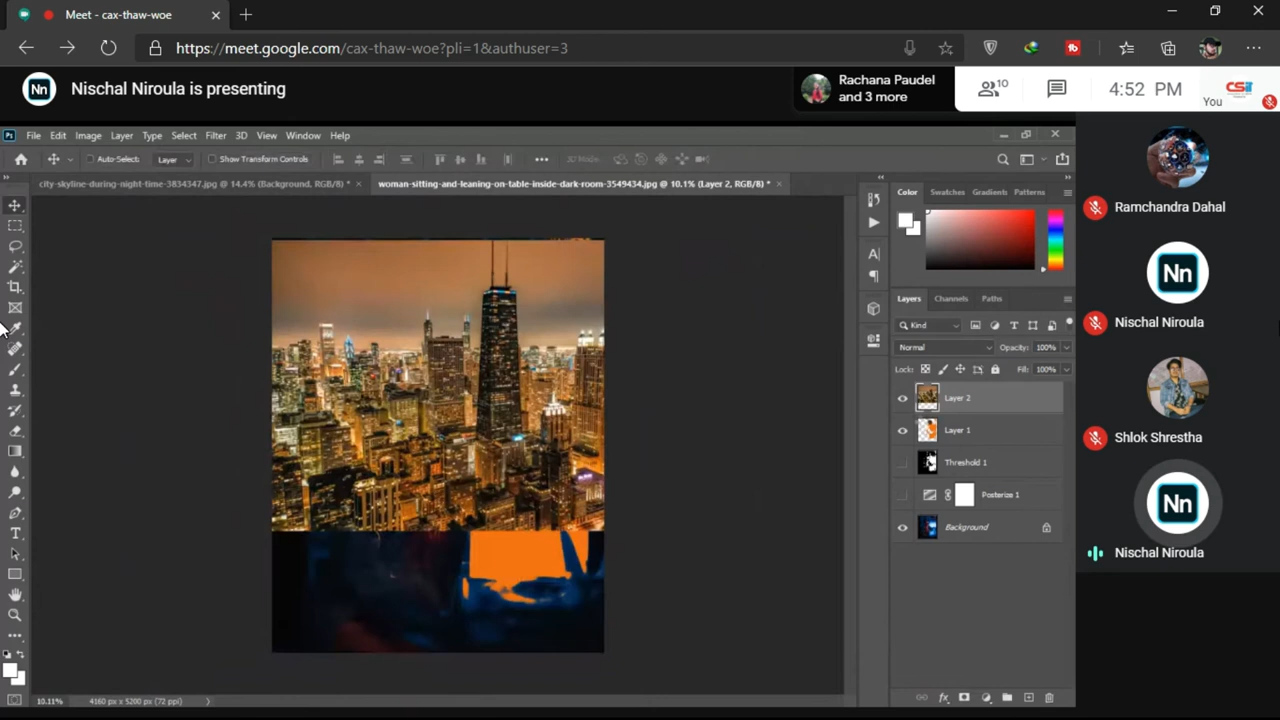 Meet - cax-thaw-woe
https://meet.google.com/cax-thaw-woe?pli=1&authuser=3
Nn
Nischal Niroula is presenting
Rachana Paudel
and 3 more
10
4:52 PM
You
CSiT
Ps
File Edit Image Layer Type Select Filter 3D View Window Help
Auto-Select: Layer Show Transform Controls 3D Mode:
city-skyline-during-night-time-3834347.jpg @ 14.4% (Background, RGB/8) *
woman-sitting-and-leaning-on-table-inside-dark-room-3549434.jpg @ 10.1% (Layer 2, RGB/8) *
Color Swatches Gradients Patterns
Layers Channels Paths
Kind
Normal Opacity: 100%
Lock: Fill: 100%
Layer 2
Layer 1
Threshold 1
Posterize 1
Background
10.11% 4160 px x 5200 px (72 ppi)
Ramchandra Dahal
Nn
Nischal Niroula
Shlok Shrestha
Nn
Nischal Niroula